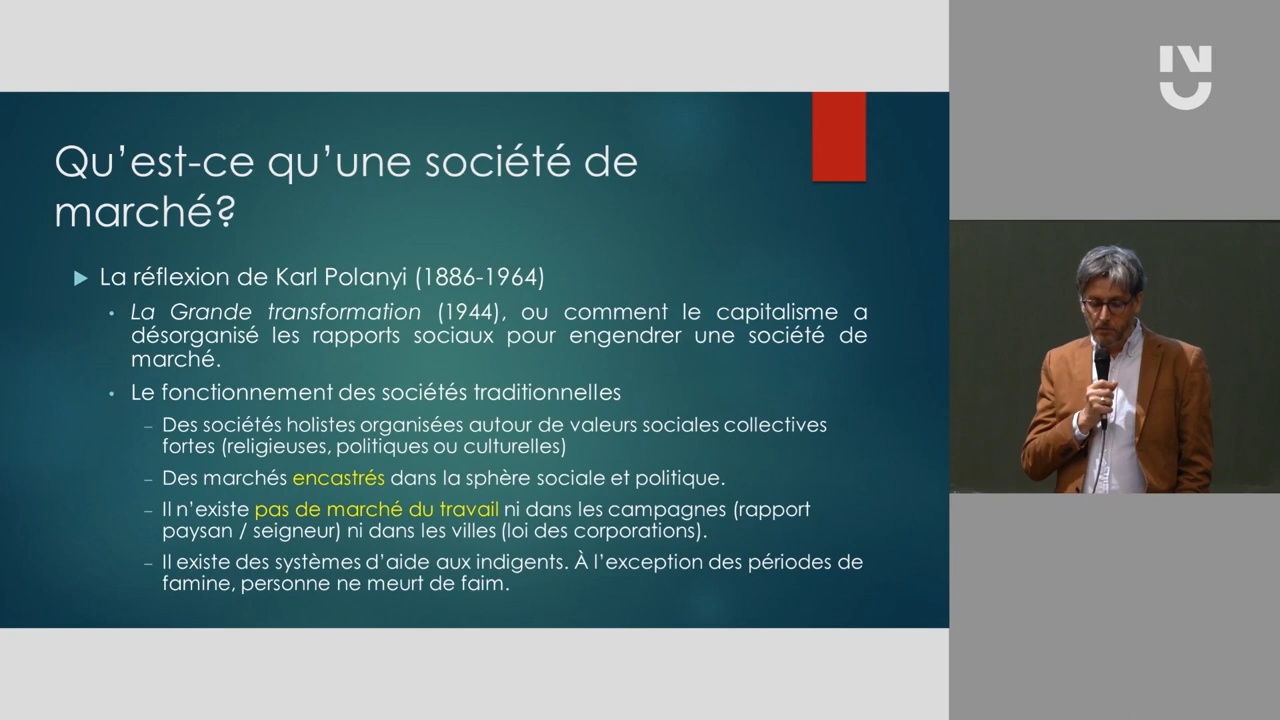 Qu'est-ce qu'une société de
marché?
La réflexion de Karl Polanyi (1886-1964)
La Grande transformation (1944), ou comment le capitalisme a
désorganisé les rapports sociaux pour engendrer une société de
marché.
Le fonctionnement des sociétés traditionnelles
Des sociétés holistes organisées autour de valeurs sociales collectives
fortes (religieuses, politiques ou culturelles)
Des marchés encastrés dans la sphère sociale et politique.
Il n'existe pas de marché du travail ni dans les campagnes (rapport
paysan / seigneur) ni dans les villes (loi des corporations).
Il existe des systèmes d'aide aux indigents. À l'exception des périodes de
famine, personne ne meurt de faim.